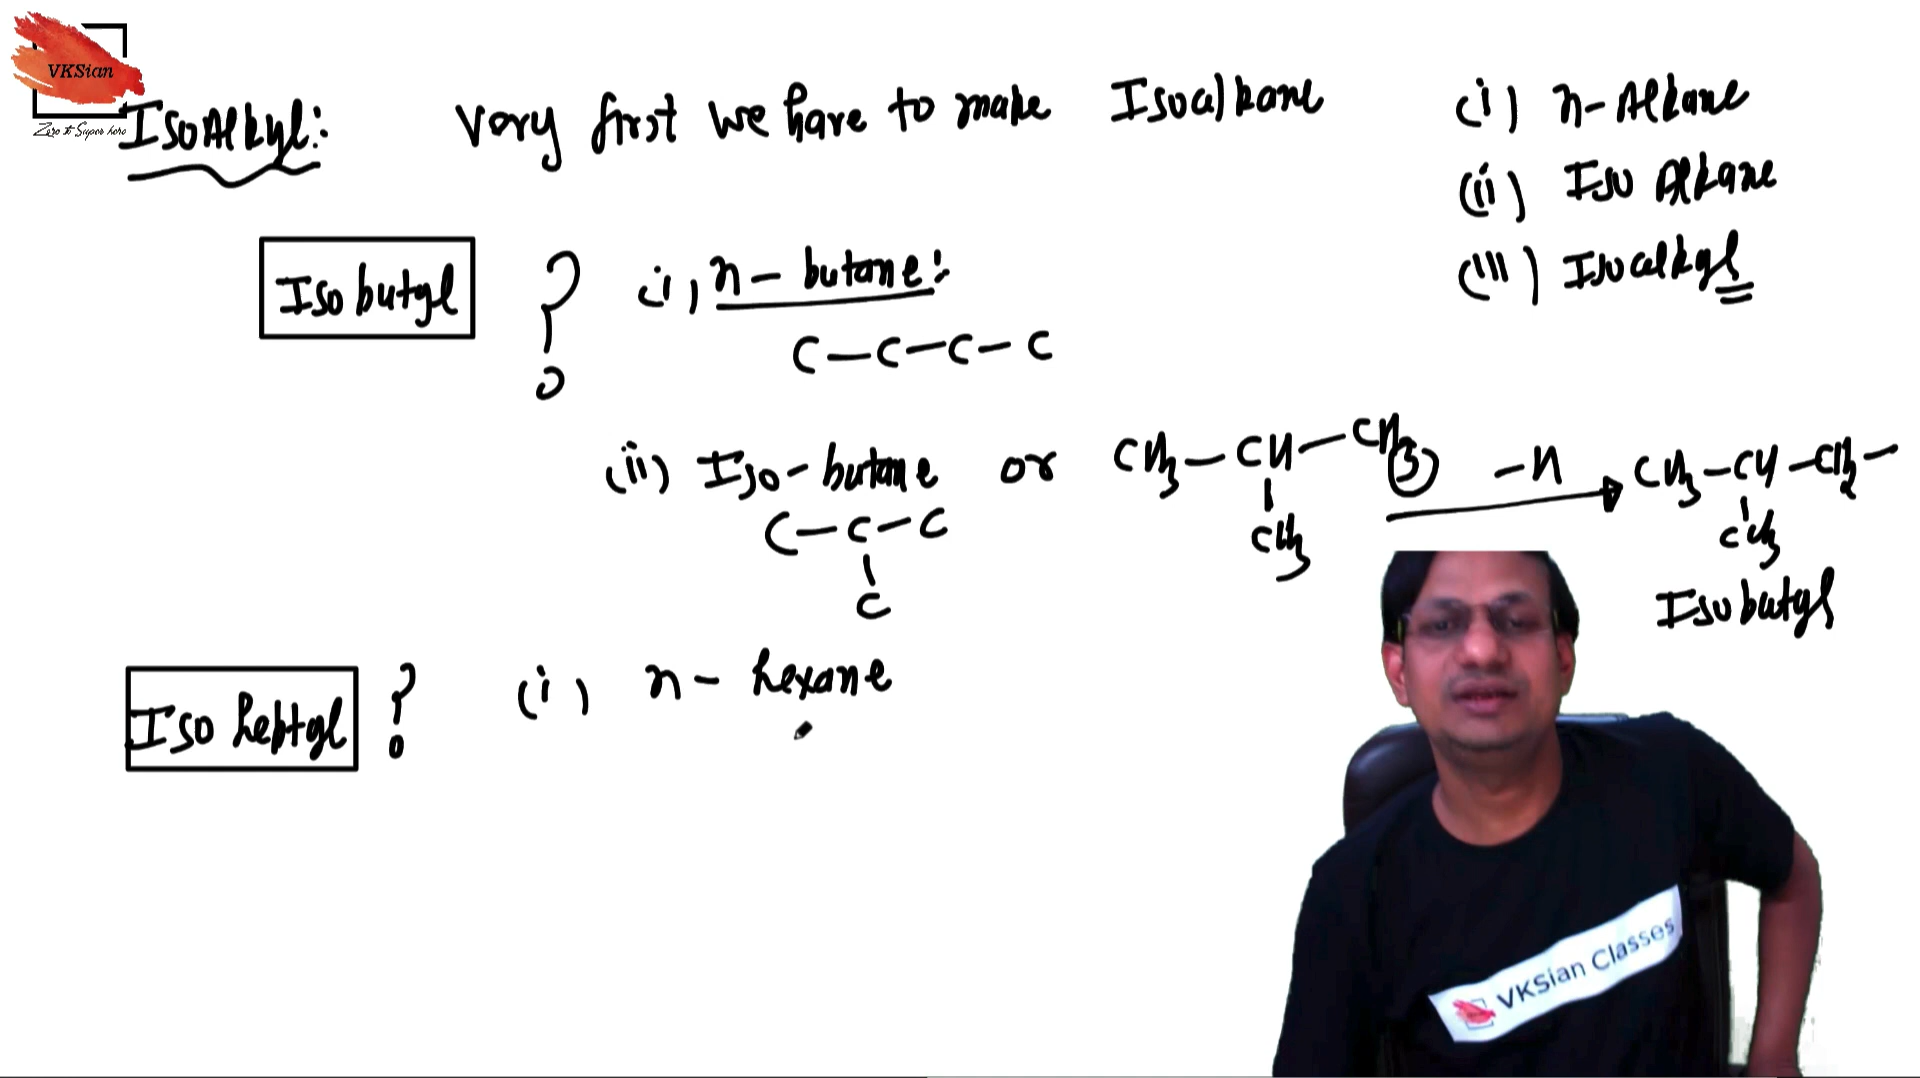 VKSian
Zero to Super hero
IsoAlkyl:
Very first we have to make Isoalkane
(i) n-Alkane
(ii) Iso Alkane
(iii) Isoalkyl
Isobutyl ?
(i) n-butane:
C-C-C-C
(ii) Iso-butane or CH3-CH-CH3 -H CH3-CH-CH2-
C-C-C
CH3
CH3
C
Isobutyl
Iso heptyl ?
(i) n-hexane
VKSian Classes